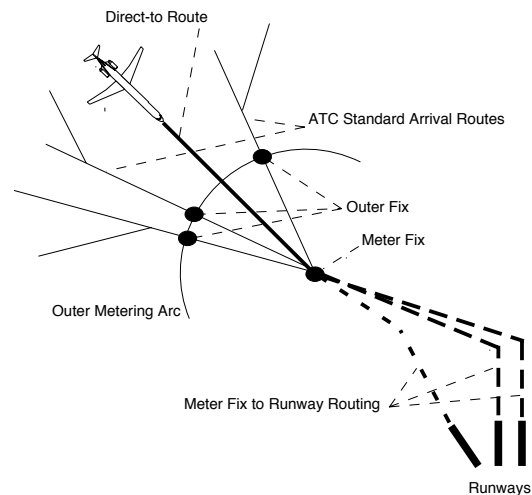 Direct-to Route
ATC Standard Arrival Routes
Outer Fix
Meter Fix
Outer Metering Arc
Meter Fix to Runway Routing
Runways